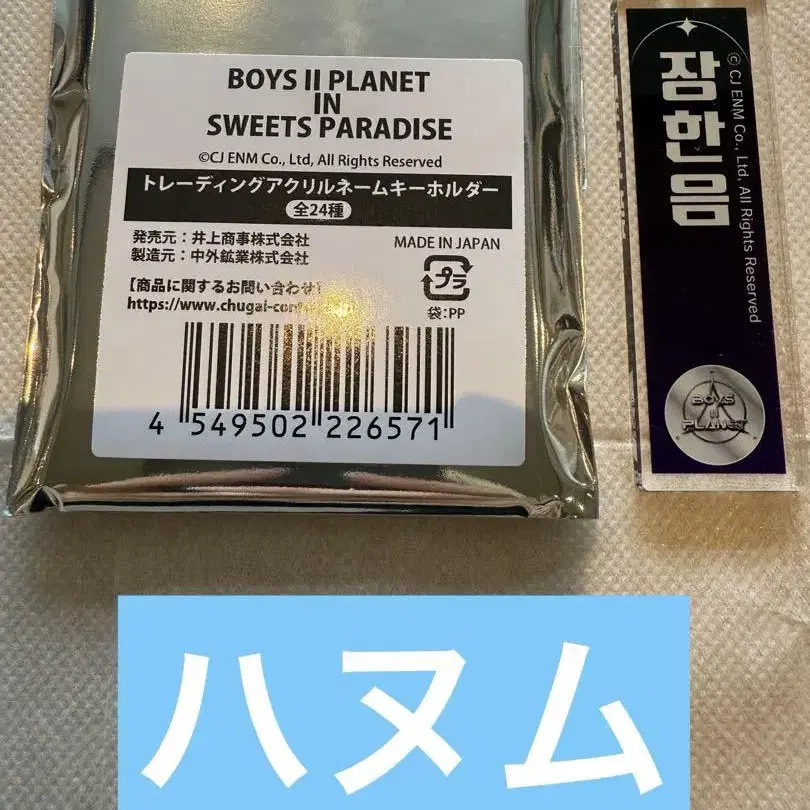 BOYS II PLANET
IN
SWEETS PARADISE
©CJ ENM Co., Ltd, All Rights Reserved
トレーディングアクリルネームキーホルダー
全24種
発売元：井上商事株式会社
製造元：中外鉱業株式会社
MADE IN JAPAN
【商品に関するお問い合わせ】
https://www.chugai-con
プラ
袋:PP
4 549502 226571
장한음
© CJ ENM Co., Ltd, All Rights Reserved
BOYS
II
PLANET
ハヌム